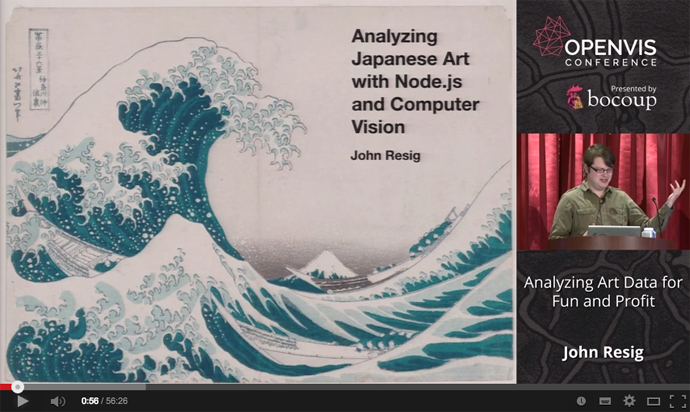 Analyzing
Japanese Art
with Node.js
and Computer
Vision
John Resig
OPENVIS
CONFERENCE
Presented by
bocoup
Analyzing Art Data for
Fun and Profit
John Resig
0:56 / 56:26